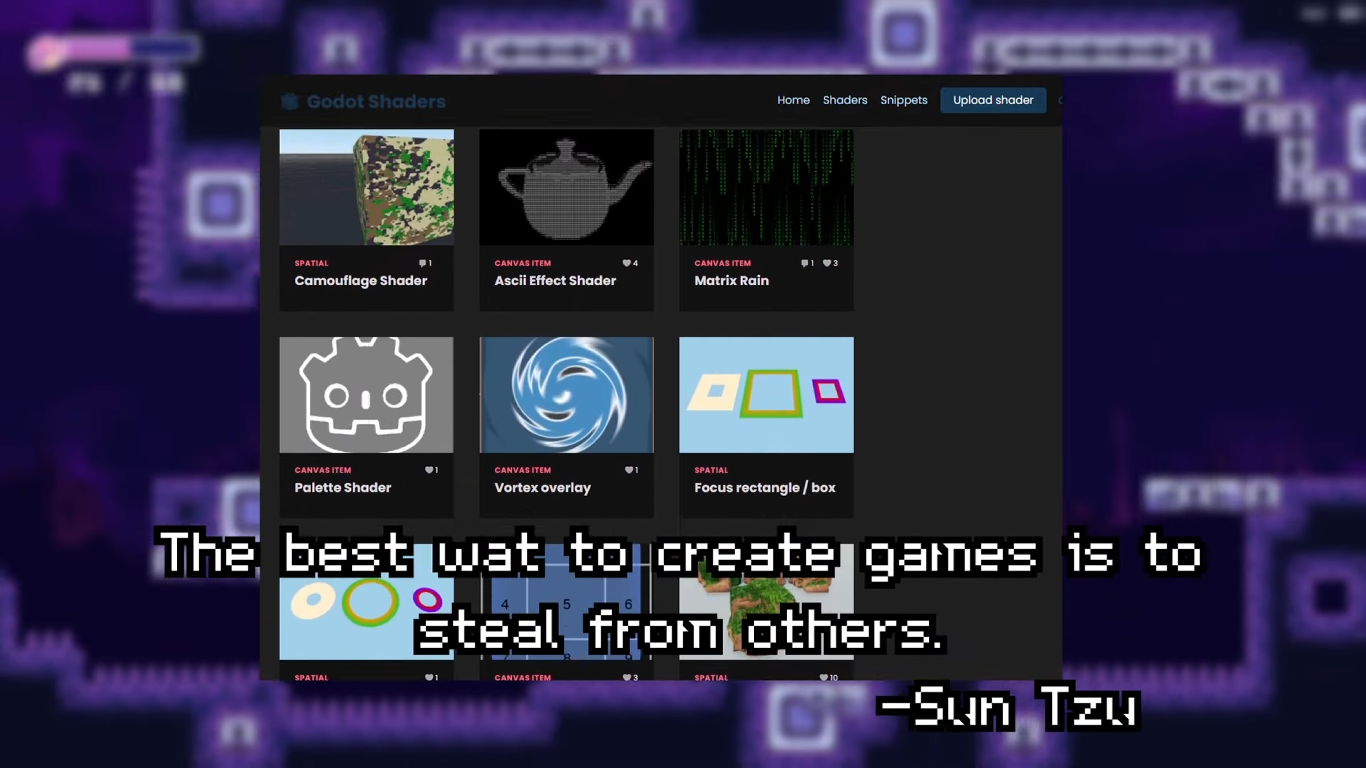 Godot Shaders
Home Shaders Snippets Upload shader
SPATIAL 1
Camouflage Shader
CANVAS ITEM 4
Ascii Effect Shader
CANVAS ITEM 1 3
Matrix Rain
CANVAS ITEM 1
Palette Shader
CANVAS ITEM 1
Vortex overlay
SPATIAL
Focus rectangle / box
4 5 6
The best wat to create games is to
steal from others.
SPATIAL 1
CANVAS ITEM 3
SPATIAL 10
-Sun Tzu